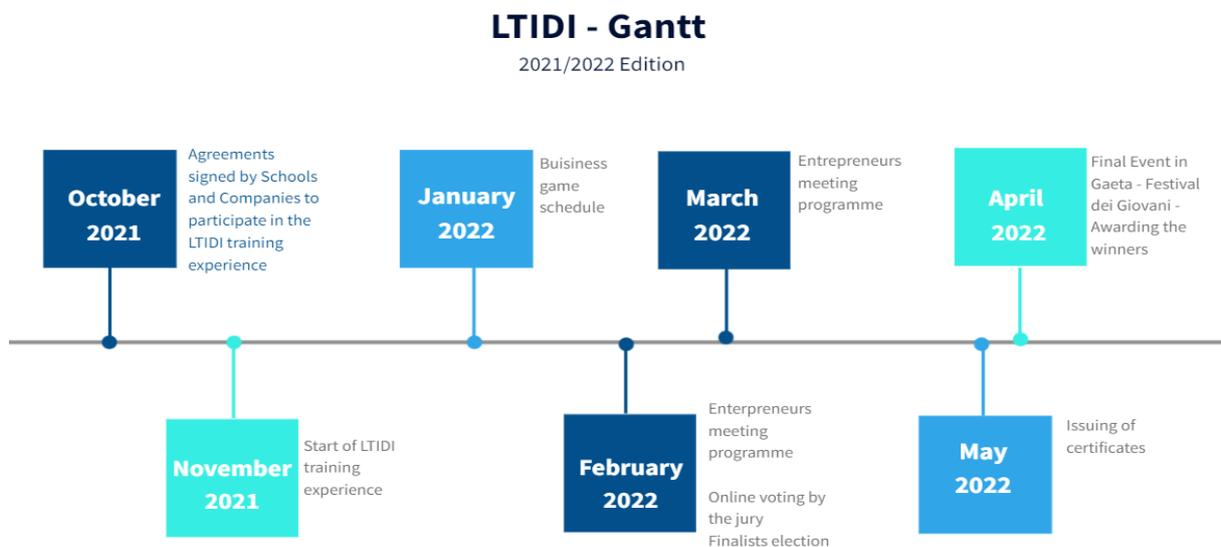 LTIDI - Gantt
2021/2022 Edition
October
2021
Agreements
signed by Schools
and Companies to
participate in the
LTIDI training
experience
January
2022
Buisiness
game
schedule
March
2022
Entrepreneurs
meeting
programme
April
2022
Final Event in
Gaeta - Festival
dei Giovani -
Awarding the
winners
November
2021
Start of LTIDI
training
experience
February
2022
Enterpreneurs
meeting
programme
Online voting by
the jury
Finalists election
May
2022
Issuing of
certificates